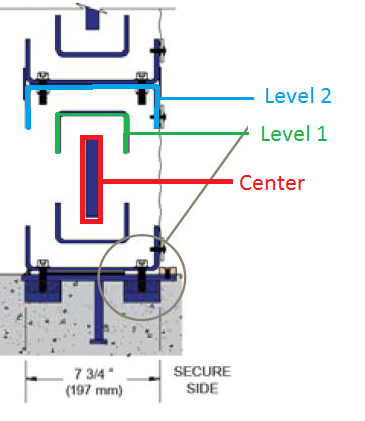 Level 2
Level 1
Center
7 3/4 "
(197 mm)
SECURE
SIDE